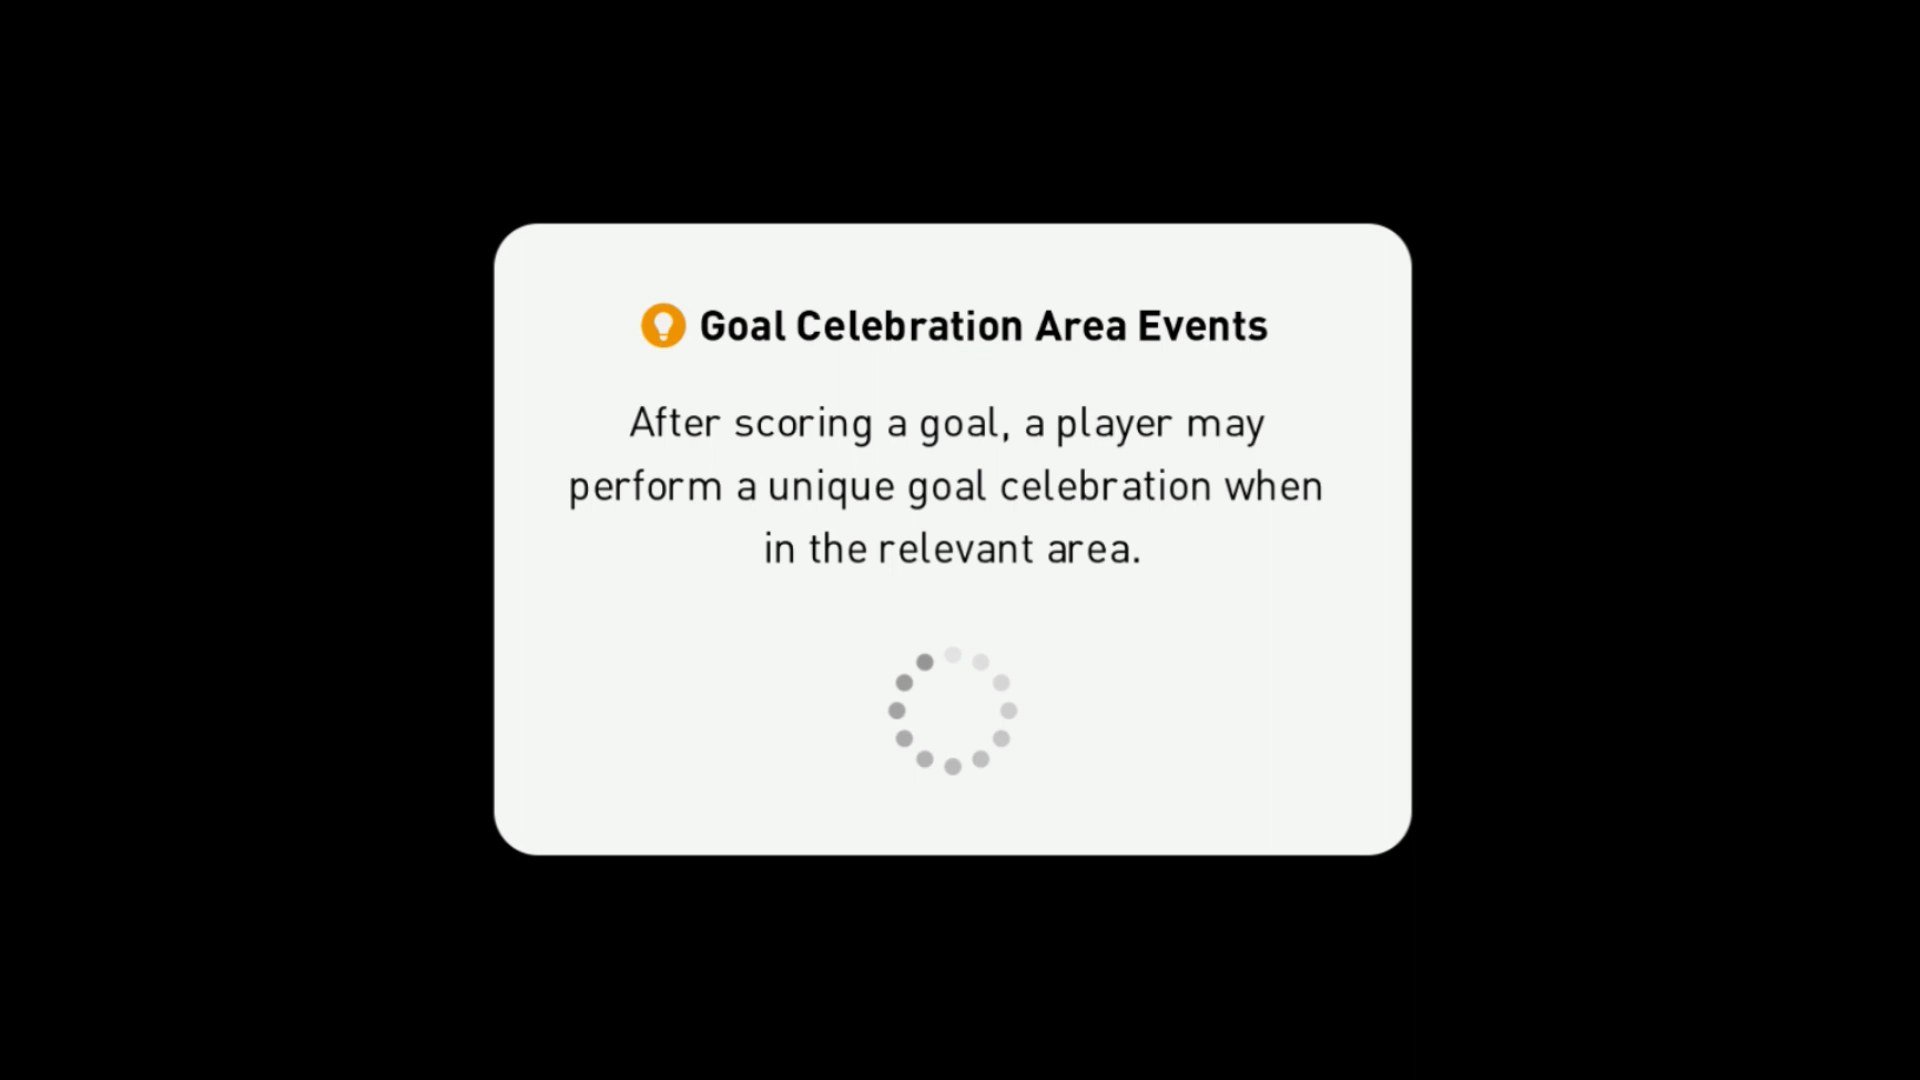 Goal Celebration Area Events
After scoring a goal, a player may
perform a unique goal celebration when
in the relevant area.